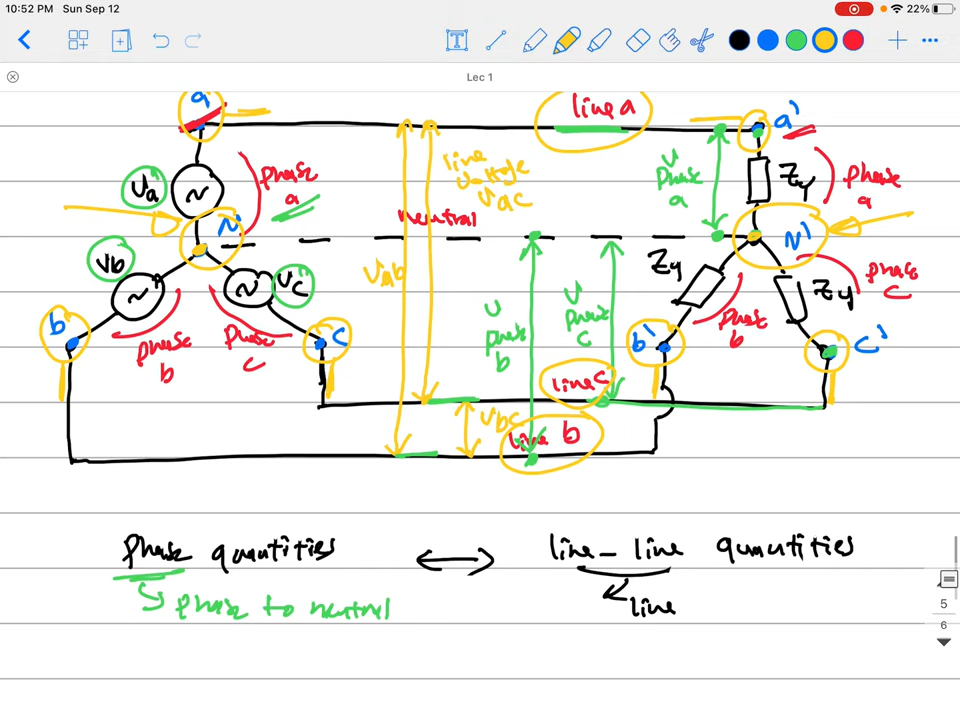 10:52 PM Sun Sep 12
22%
Lec 1
a
line a
a'
line
voltage
Vac
V
phase
a
Va
phase
a
Zy
phase
a
neutral
N
N'
Vb
Vc
Vab
V
phase
b
V
phase
c
Zy
Zy
phase
c
b
phase
b
phase
c
c
b'
phase
b
c'
line c
Vbc
line b
phase quantities
line-line quantities
phase to neutral
line
5
6